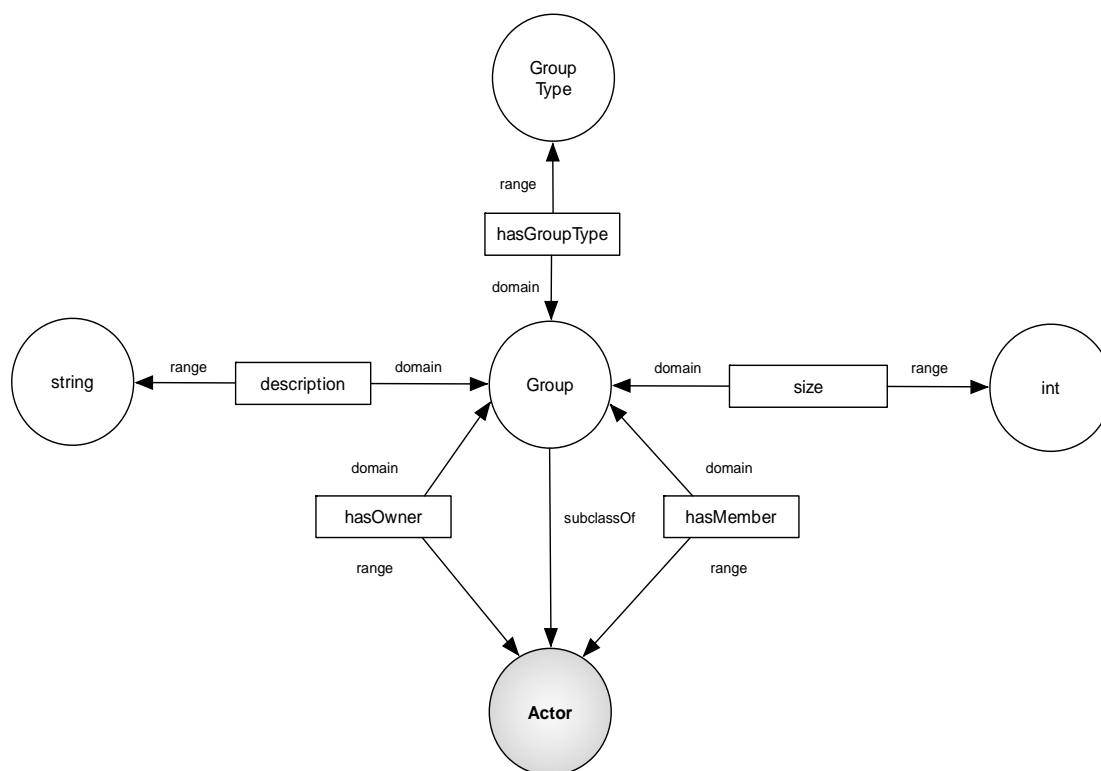 Group
Type
range
hasGroupType
domain
string
range
description
domain
Group
domain
size
range
int
domain
domain
hasOwner
subclassOf
hasMember
range
range
Actor